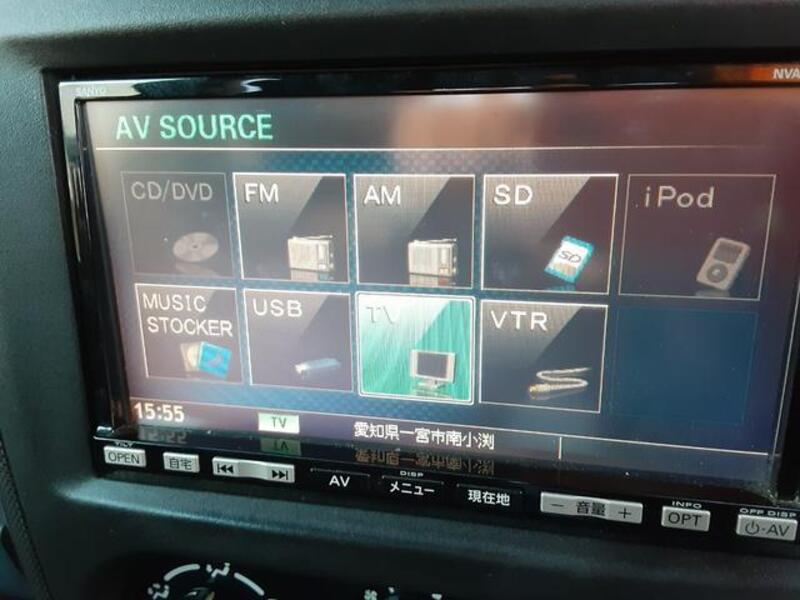 SANYO
NVA
AV SOURCE
CD/DVD
FM
AM
SD
iPod
MUSIC
STOCKER
USB
TV
VTR
15:55
TV
愛知県一宮市南小渕
TILT
OPEN
自宅
AV
DISP
メニュー
現在地
− 音量 +
INFO
OPT
OFF DISP
⏻·AV